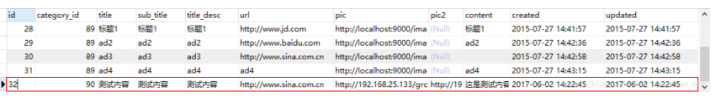 id category_id title sub_title title_desc url pic pic2 content created updated
28 89 标题1 标题1 标题1 http://www.jd.com http://localhost:9000/ima (Null) 标题1 2015-07-27 14:41:57 2015-07-27 14:41:57
29 89 ad2 ad2 ad2 http://www.baidu.com http://localhost:9000/ima (Null) ad2 2015-07-27 14:42:36 2015-07-27 14:42:36
30 89 ad3 ad3 ad3 http://www.sina.com.cn http://localhost:9000/ima (Null) 2015-07-27 14:42:58 2015-07-27 14:42:58
31 89 ad4 ad4 ad4 ad4 http://localhost:9000/ima (Null) ad4 2015-07-27 14:43:15 2015-07-27 14:43:15
32 90 测试内容 测试内容 测试内容 http://www.sina.com.cn http://192.168.25.133/grc http://19 这是测试内容 2017-06-02 14:22:45 2017-06-02 14:22:45